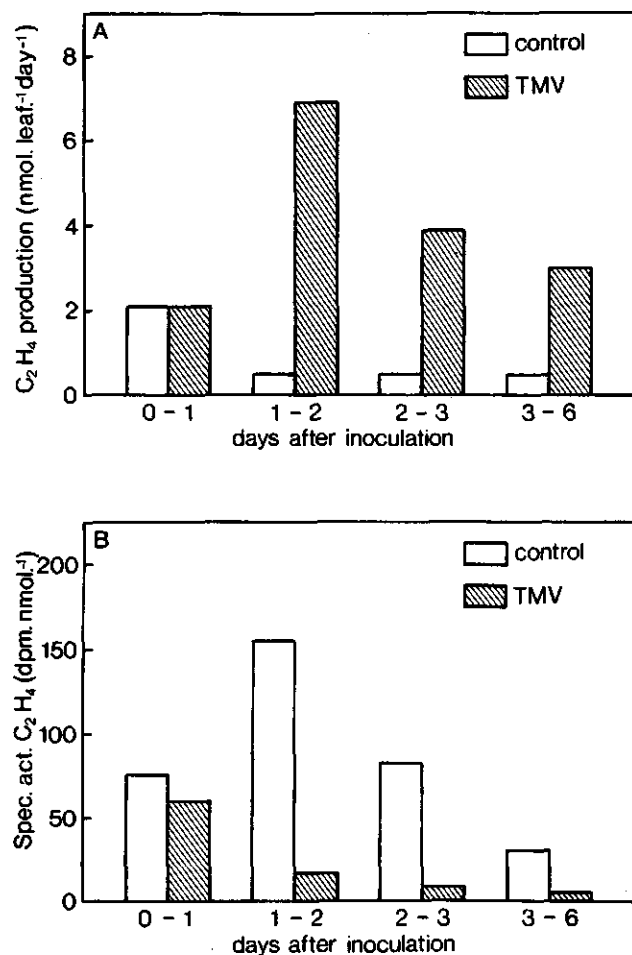 A
control
TMV
C₂H₄ production (nmol. leaf.⁻¹ day⁻¹)
8
6
4
2
0
0 - 1 1 - 2 2 - 3 3 - 6
days after inoculation
B
control
TMV
Spec. act. C₂H₄ (dpm. nmol.⁻¹)
200
150
100
50
0
0 - 1 1 - 2 2 - 3 3 - 6
days after inoculation